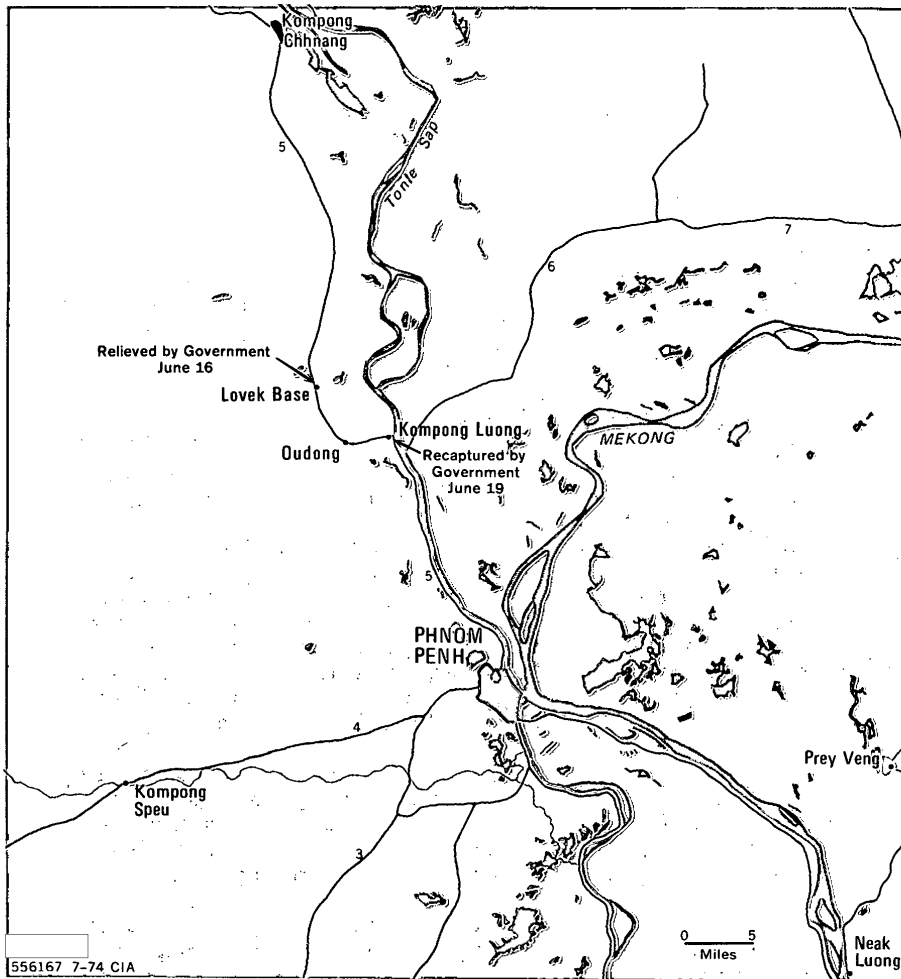 Kompong
Chhnang
5
Tonle Sap
7
6
Relieved by Government
June 16
Lovek Base
Kompong Luong
Oudong
Recaptured by
Government
June 19
MEKONG
5
PHNOM
PENH
4
Prey Veng
Kompong
Speu
3
0 5
Miles
Neak
Luong
556167 7-74 CIA